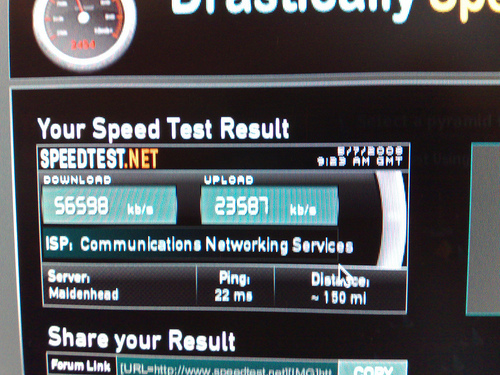 Drastically
Your Speed Test Result
SPEEDTEST.NET
5/7/2008
9:23 AM GMT
DOWNLOAD UPLOAD
56598 kb/s 23587 kb/s
ISP: Communications Networking Services
Server: Ping: Distance:
Maidenhead 22 ms ~ 150 mi
Share your Result
Forum Link [URL=http://www.speedtest.net][IMG]htt COPY